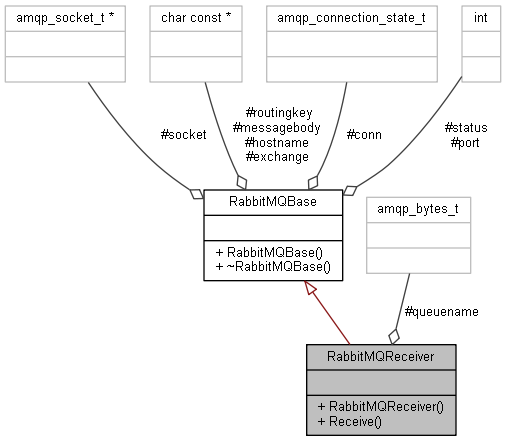 amqp_socket_t *
char const *
amqp_connection_state_t
int
#socket
#routingkey
#messagebody
#hostname
#exchange
#conn
#status
#port
RabbitMQBase
+ RabbitMQBase()
+ ~RabbitMQBase()
amqp_bytes_t
#queuename
RabbitMQReceiver
+ RabbitMQReceiver()
+ Receive()